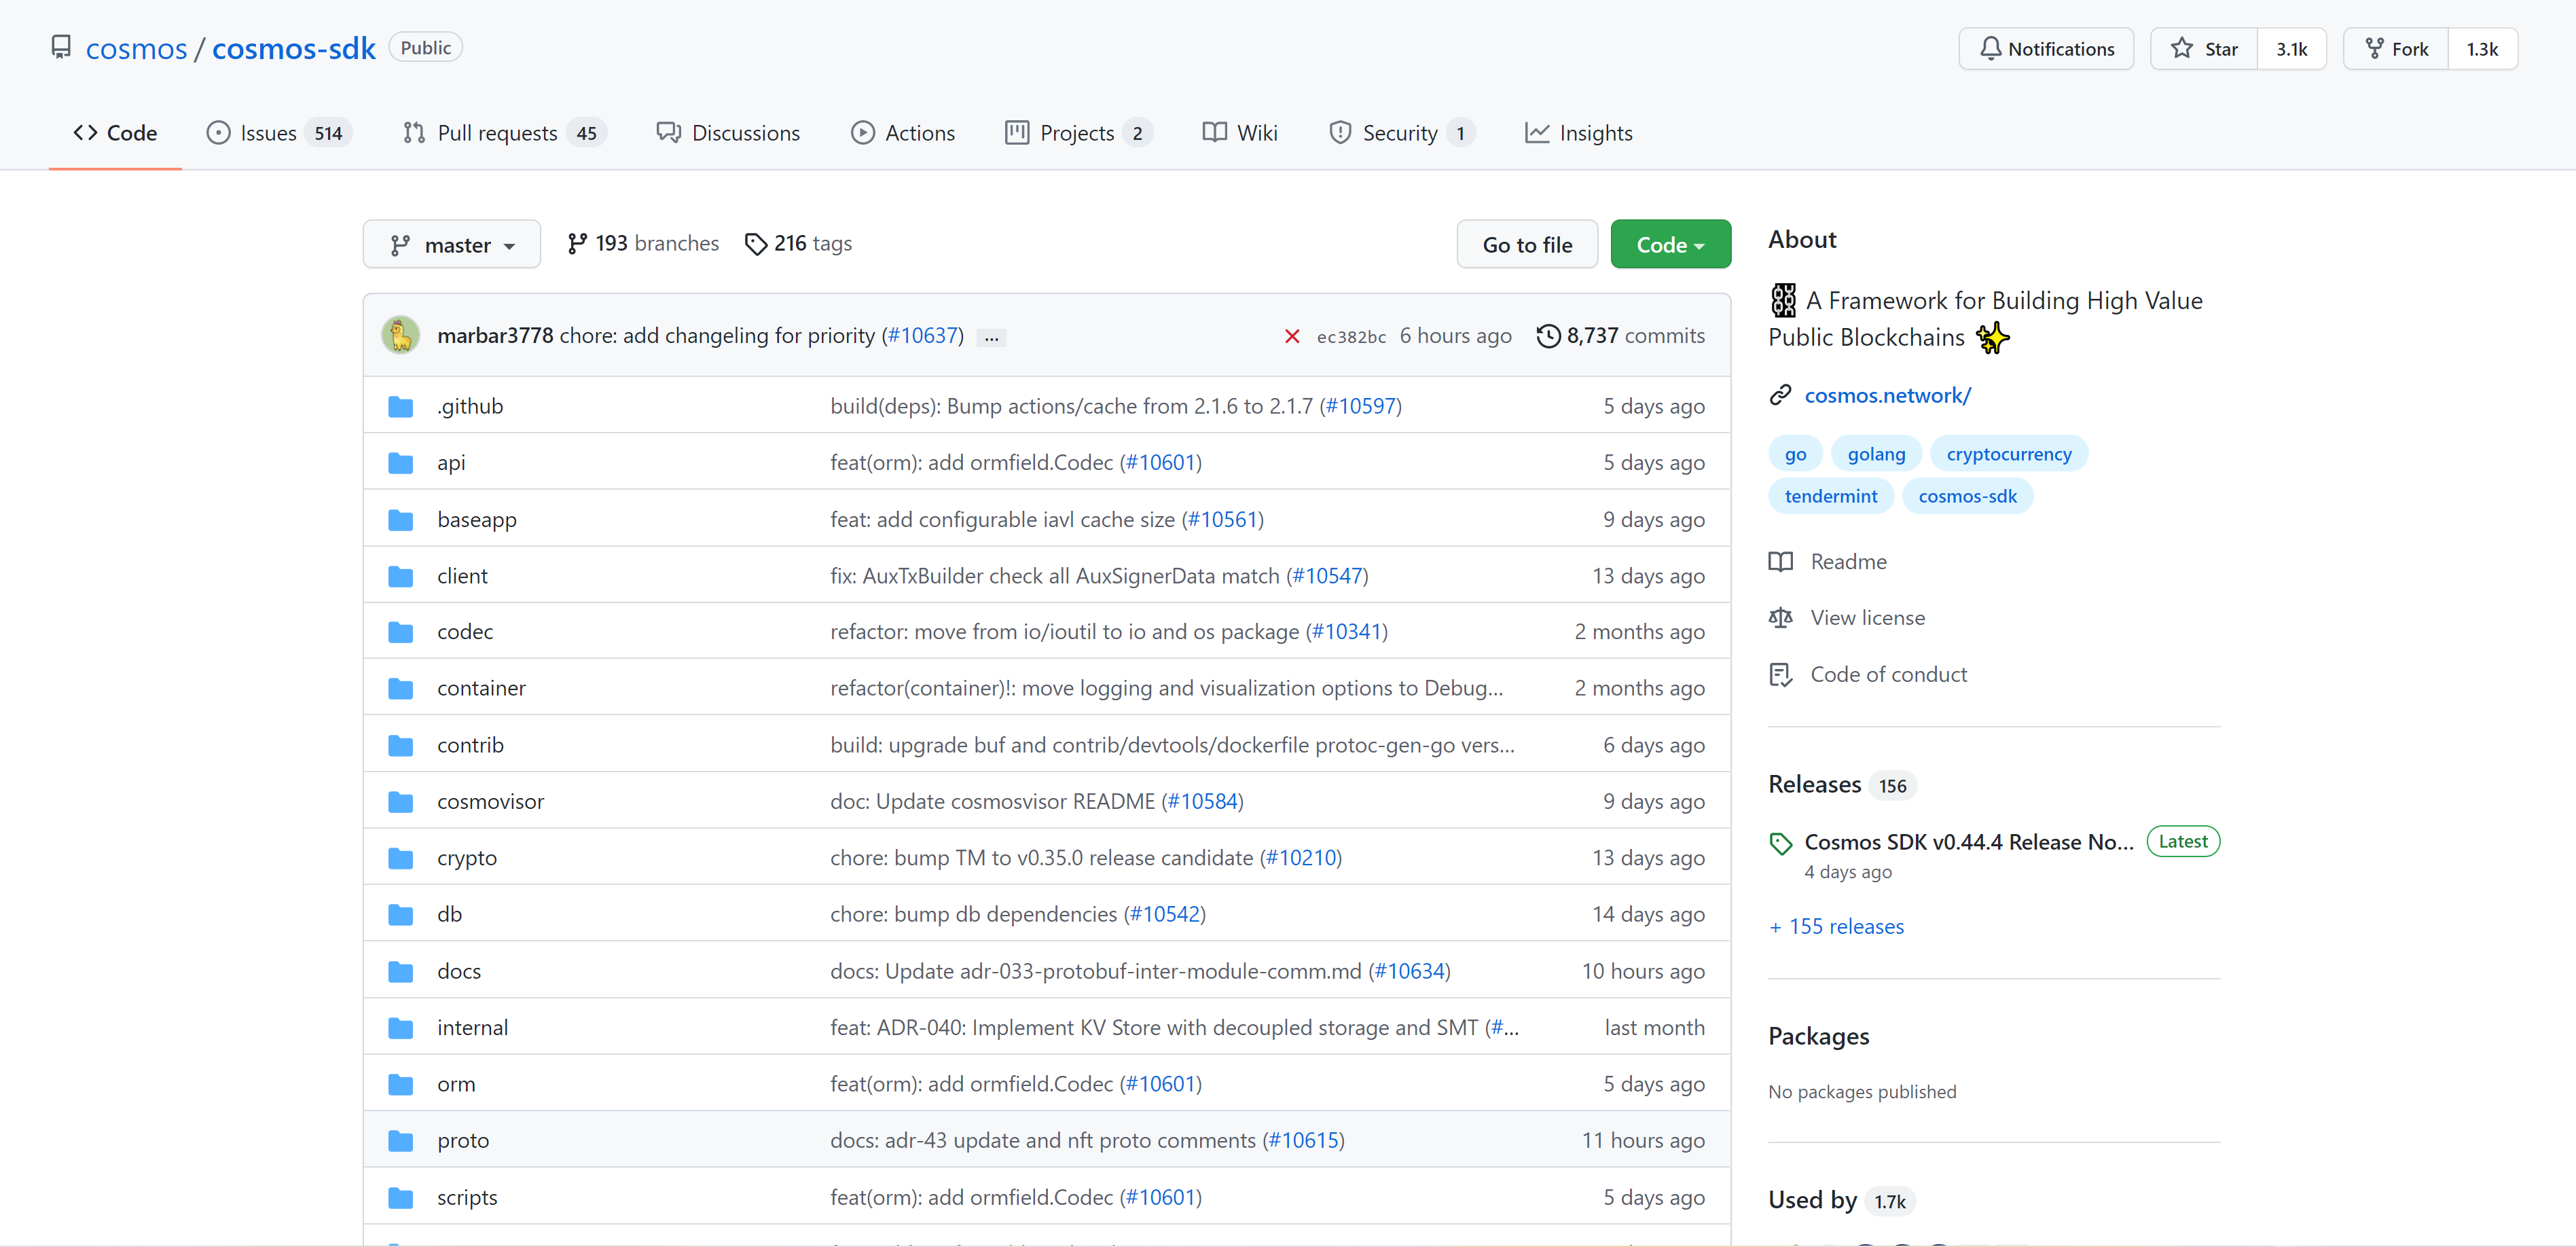 cosmos / cosmos-sdk Public
Notifications Star 3.1k Fork 1.3k
Code Issues 514 Pull requests 45 Discussions Actions Projects 2 Wiki Security 1 Insights
master 193 branches 216 tags Go to file Code
marbar3778 chore: add changeling for priority (#10637) ... ec382bc 6 hours ago 8,737 commits
.github build(deps): Bump actions/cache from 2.1.6 to 2.1.7 (#10597) 5 days ago
api feat(orm): add ormfield.Codec (#10601) 5 days ago
baseapp feat: add configurable iavl cache size (#10561) 9 days ago
client fix: AuxTxBuilder check all AuxSignerData match (#10547) 13 days ago
codec refactor: move from io/ioutil to io and os package (#10341) 2 months ago
container refactor(container)!: move logging and visualization options to Debug... 2 months ago
contrib build: upgrade buf and contrib/devtools/dockerfile protoc-gen-go vers... 6 days ago
cosmovisor doc: Update cosmosvisor README (#10584) 9 days ago
crypto chore: bump TM to v0.35.0 release candidate (#10210) 13 days ago
db chore: bump db dependencies (#10542) 14 days ago
docs docs: Update adr-033-protobuf-inter-module-comm.md (#10634) 10 hours ago
internal feat: ADR-040: Implement KV Store with decoupled storage and SMT (#... last month
orm feat(orm): add ormfield.Codec (#10601) 5 days ago
proto docs: adr-43 update and nft proto comments (#10615) 11 hours ago
scripts feat(orm): add ormfield.Codec (#10601) 5 days ago
About
⛓️ A Framework for Building High Value
Public Blockchains ✨
cosmos.network/
go golang cryptocurrency
tendermint cosmos-sdk
Readme
View license
Code of conduct
Releases 156
Cosmos SDK v0.44.4 Release No... Latest
4 days ago
+ 155 releases
Packages
No packages published
Used by 1.7k